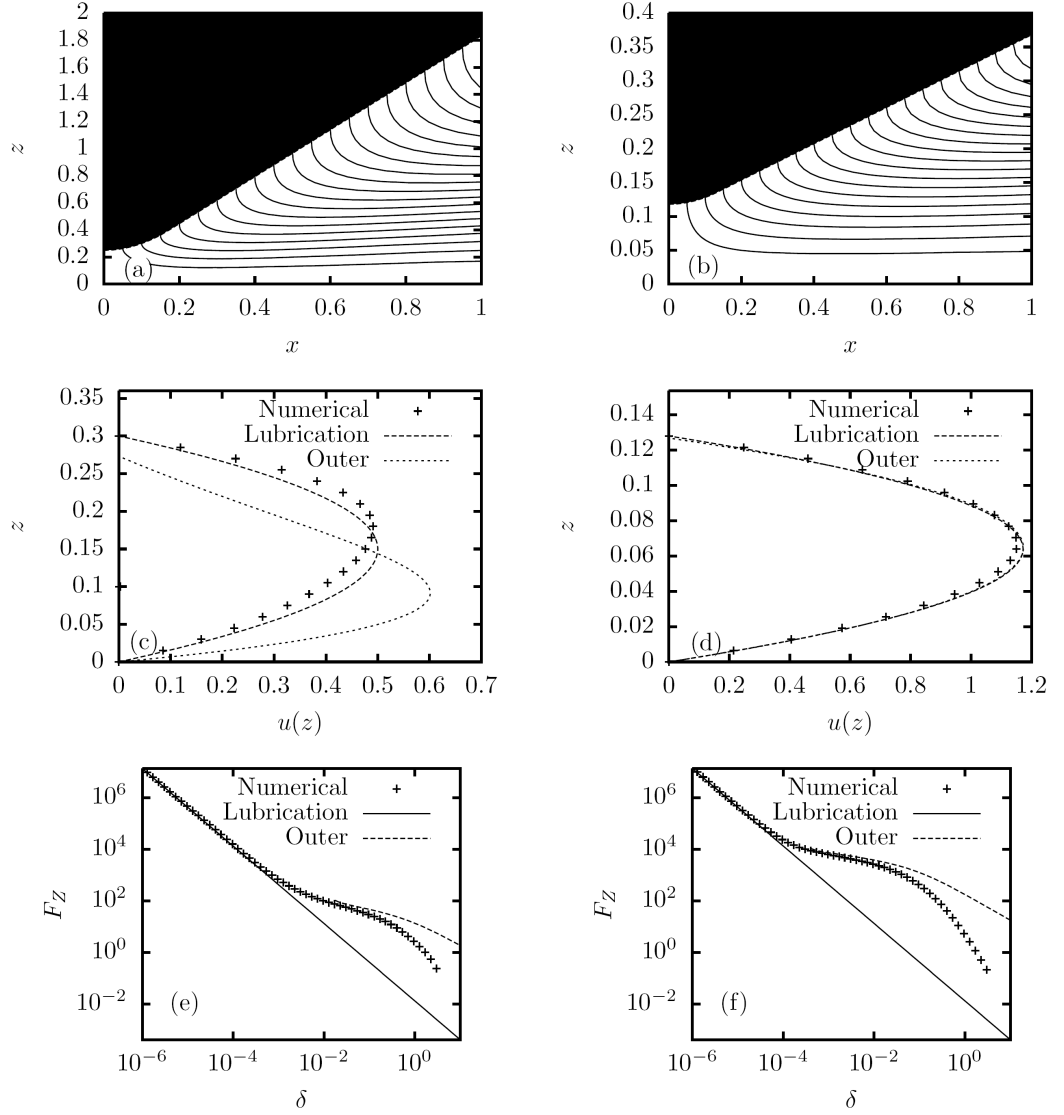 2
1.8
1.6
1.4
1.2
1
0.8
0.6
0.4
0.2
0
z
(a)
0 0.2 0.4 0.6 0.8 1
x
0.4
0.35
0.3
0.25
0.2
0.15
0.1
0.05
0
z
(b)
0 0.2 0.4 0.6 0.8 1
x
0.35
0.3
0.25
0.2
0.15
0.1
0.05
0
z
Numerical
Lubrication
Outer
(c)
0 0.1 0.2 0.3 0.4 0.5 0.6 0.7
u(z)
0.14
0.12
0.1
0.08
0.06
0.04
0.02
0
z
Numerical
Lubrication
Outer
(d)
0 0.2 0.4 0.6 0.8 1 1.2
u(z)
10^6
10^4
10^2
10^0
10^−2
F_Z
Numerical
Lubrication
Outer
(e)
10^−6 10^−4 10^−2 10^0
δ
10^6
10^4
10^2
10^0
10^−2
F_Z
Numerical
Lubrication
Outer
(f)
10^−6 10^−4 10^−2 10^0
δ